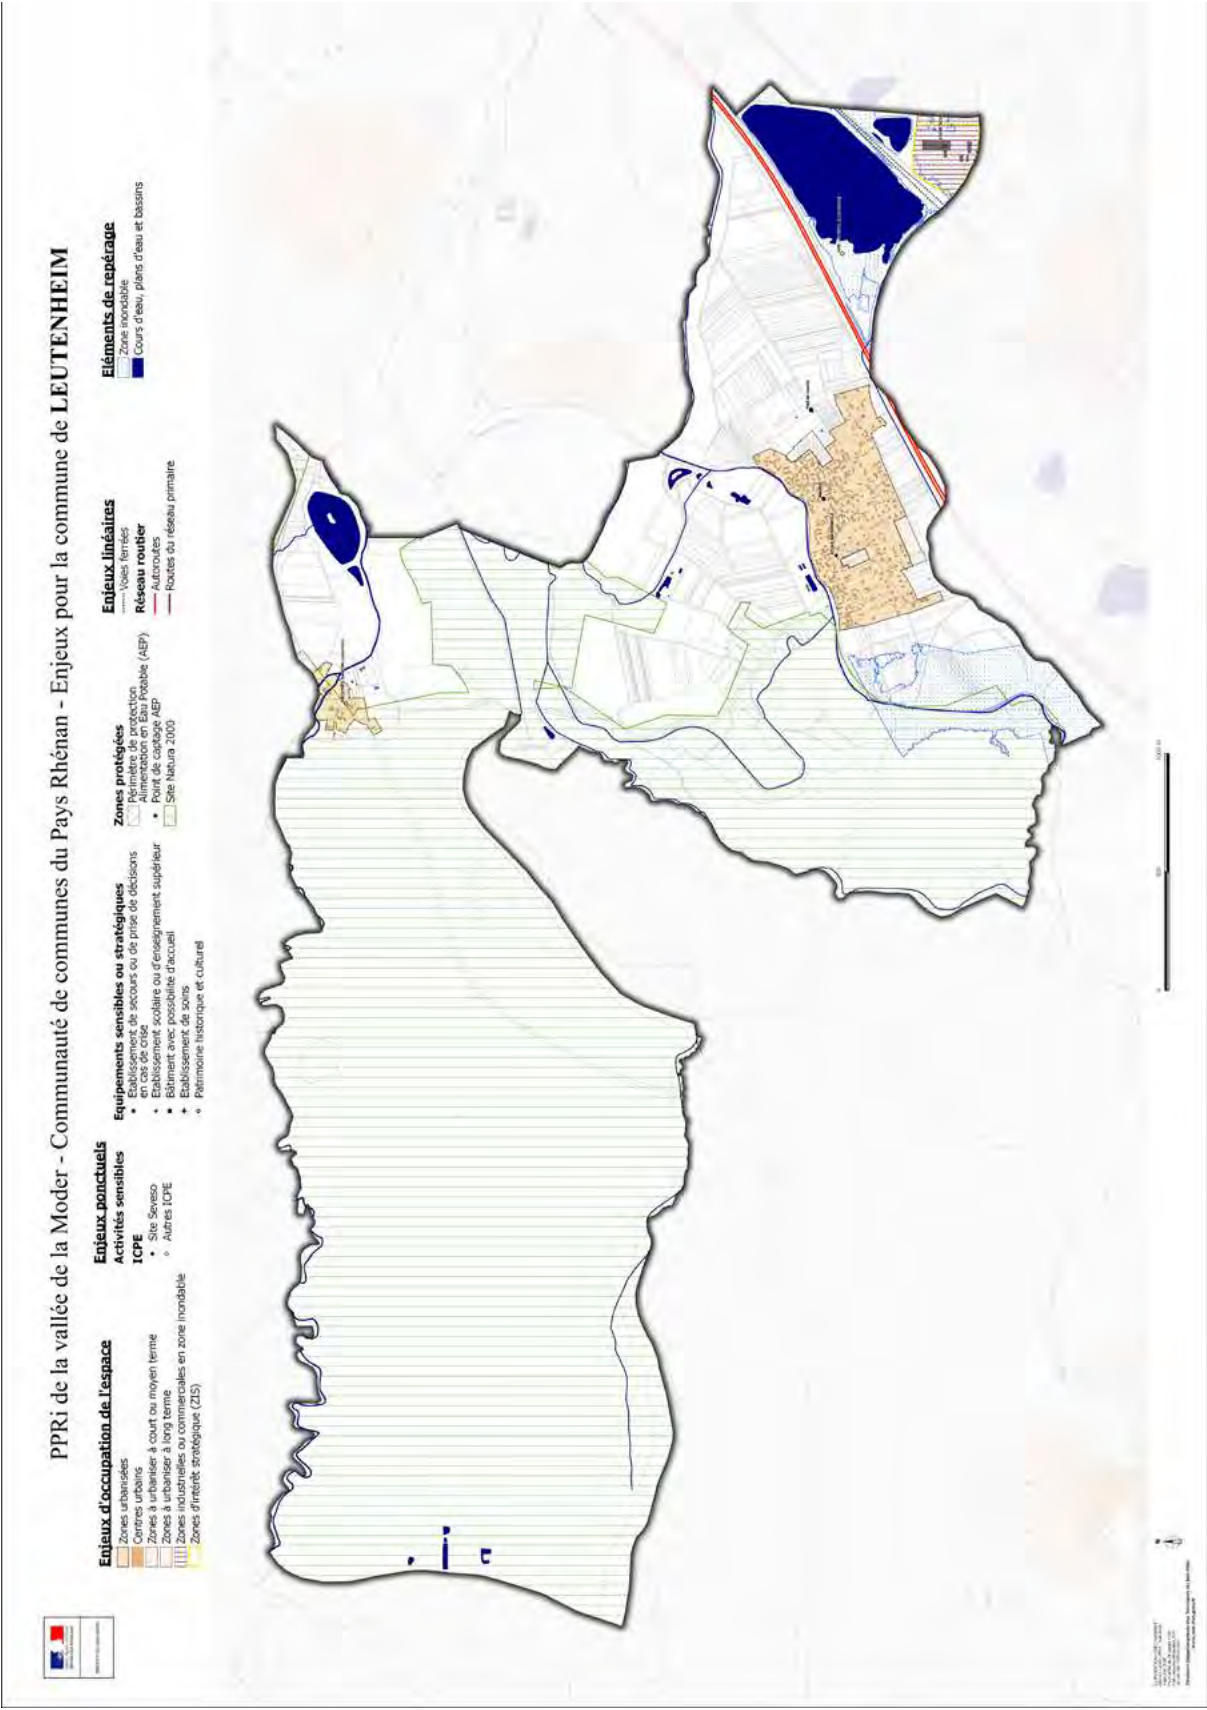 PPRi de la vallée de la Moder - Communauté de communes du Pays Rhénan - Enjeux pour la commune de LEUTENHEIM
Enjeux d'occupation de l'espace
Zones urbanisées
Centres urbains
Zones à urbaniser à court ou moyen terme
Zones à urbaniser à long terme
Zones industrielles ou commerciales en zone inondable
Zones d'intérêt stratégique (ZIS)
Enjeux ponctuels
Activités sensibles
ICPE
Site Seveso
Autres ICPE
Equipements sensibles ou stratégiques
Etablissement de secours ou de prise de décisions
en cas de crise
Etablissement scolaire ou d'enseignement supérieur
Bâtiment avec possibilité d'accueil
Etablissement de soins
Patrimoine historique et culturel
Zones protégées
Périmètre de protection
Alimentation en Eau Potable (AEP)
Point de captage AEP
Site Natura 2000
Enjeux linéaires
Voies ferrées
Réseau routier
Autoroutes
Routes du réseau primaire
Eléments de repérage
Zone inondable
Cours d'eau, plans d'eau et bassins